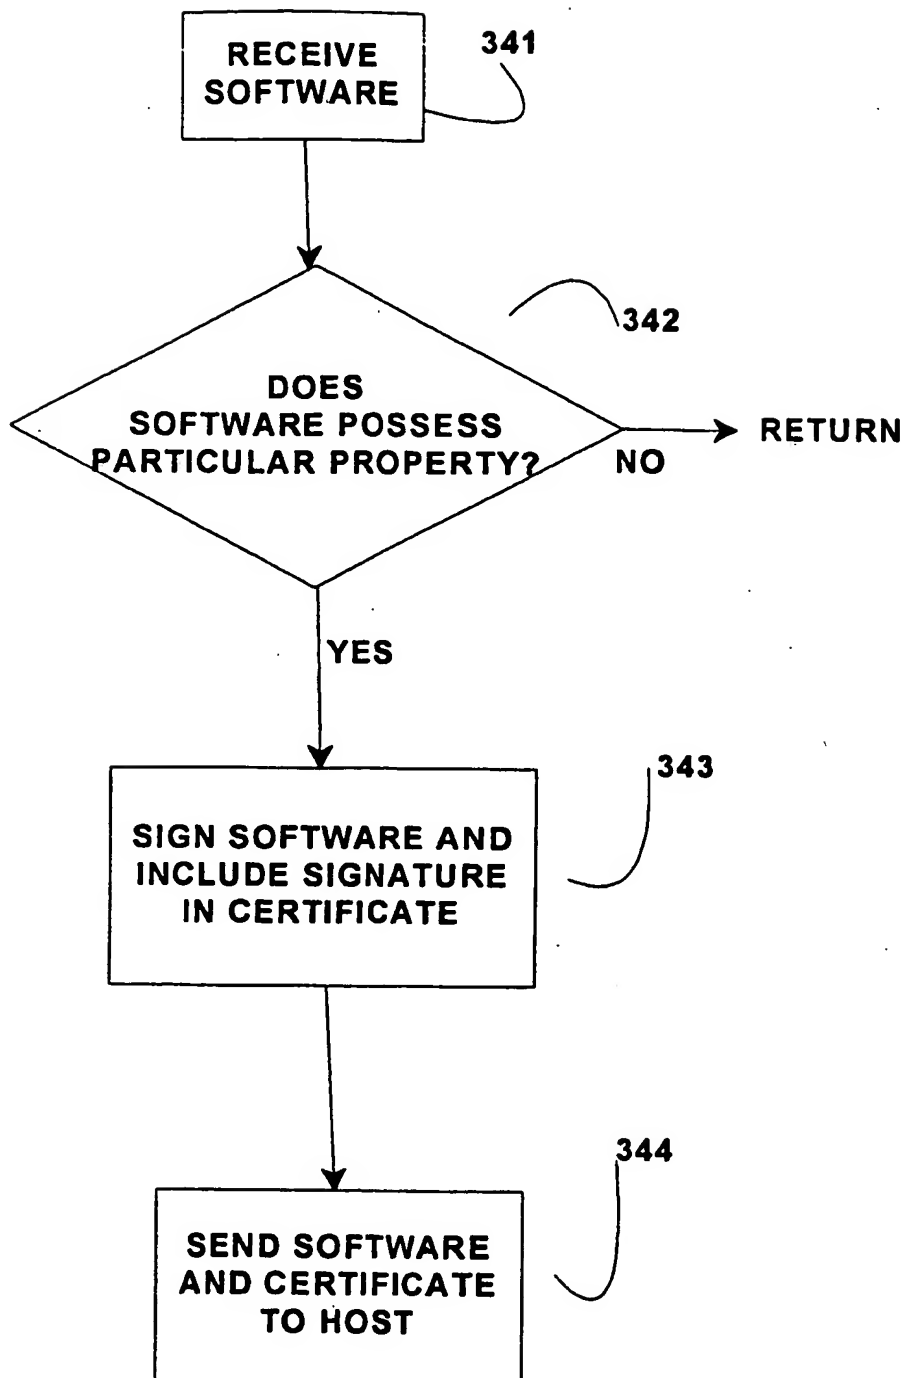 RECEIVE
SOFTWARE
341
342
DOES
SOFTWARE POSSESS
PARTICULAR PROPERTY?
NO
RETURN
YES
343
SIGN SOFTWARE AND
INCLUDE SIGNATURE
IN CERTIFICATE
344
SEND SOFTWARE
AND CERTIFICATE
TO HOST